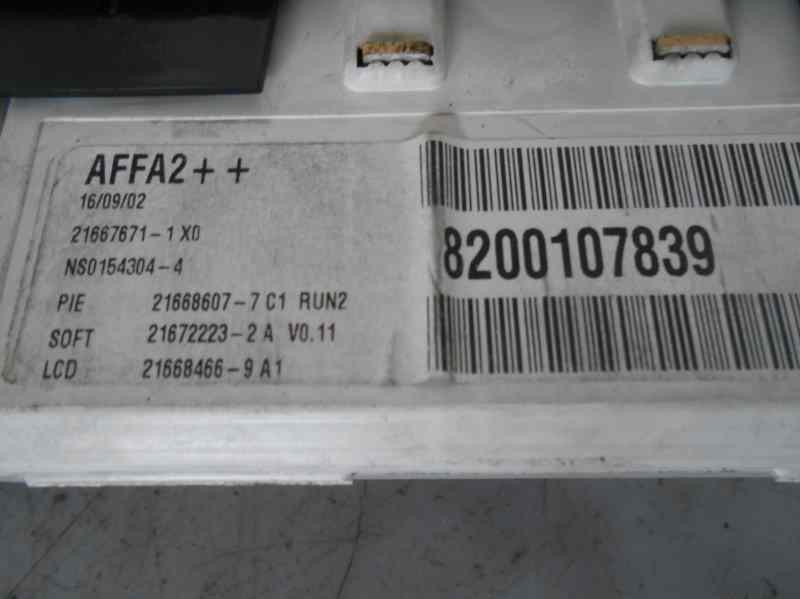 AFFA2++
16/09/02
21667671-1 X0
NS0154304-4
PIE 21668607-7 C1 RUN2
SOFT 21672223-2 A V0.11
LCD 21668466-9 A1
8200107839